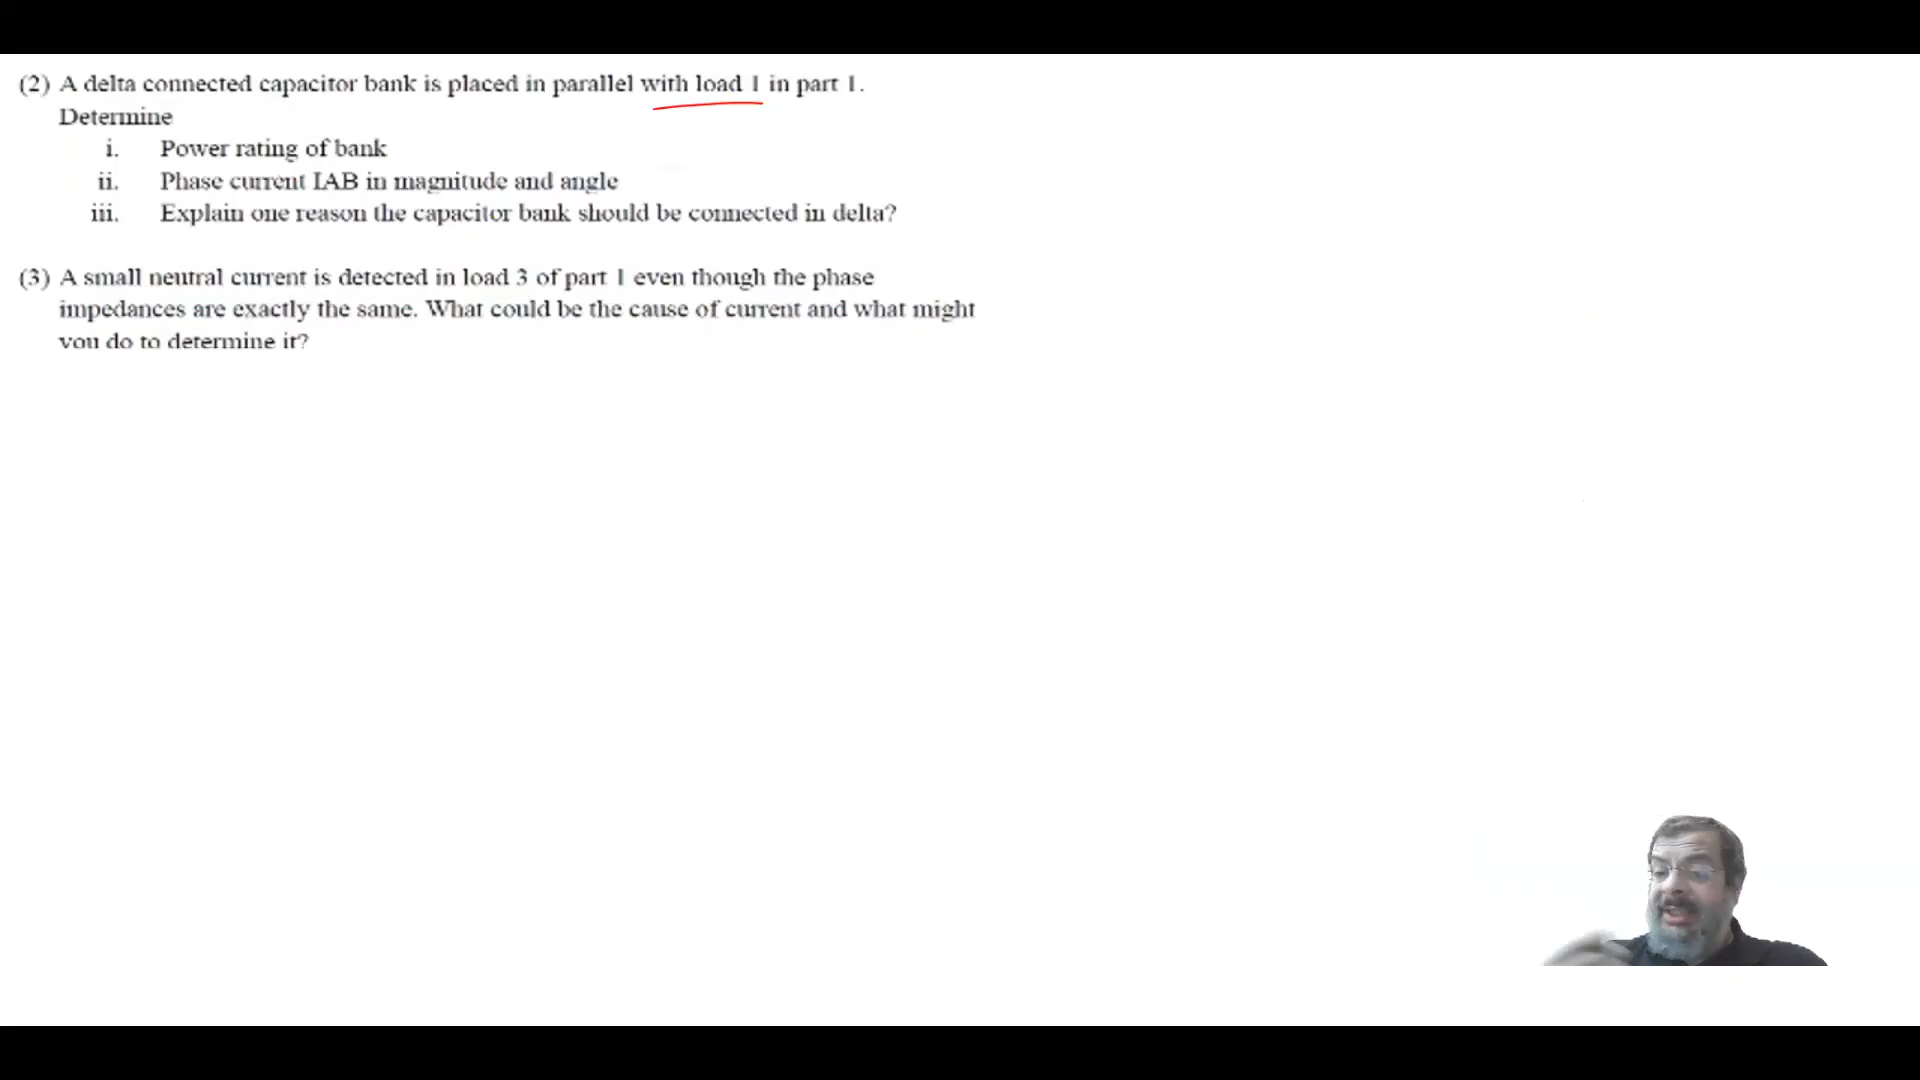 (2) A delta connected capacitor bank is placed in parallel with load 1 in part 1.
Determine
i. Power rating of bank
ii. Phase current IAB in magnitude and angle
iii. Explain one reason the capacitor bank should be connected in delta?
(3) A small neutral current is detected in load 3 of part 1 even though the phase
impedances are exactly the same. What could be the cause of current and what might
you do to determine it?